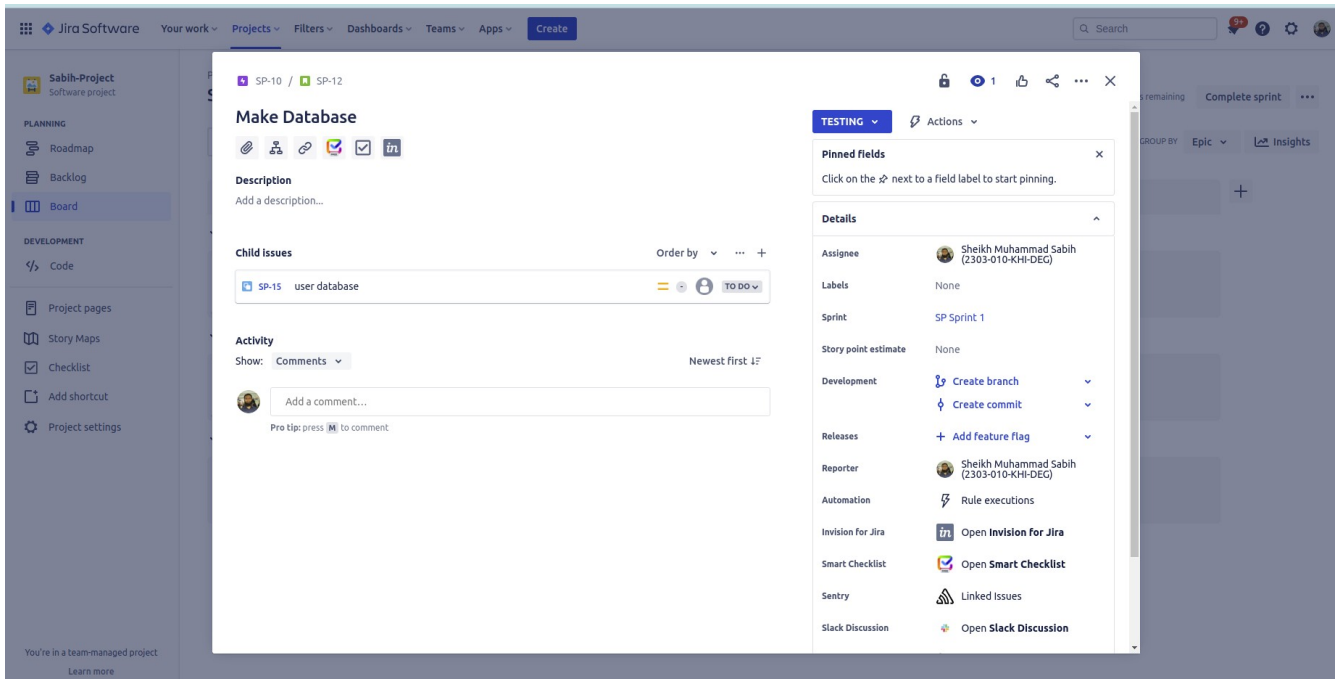 Jira Software Your work Projects Filters Dashboards Teams Apps Create Search 9+
Sabih-Project
Software project
PLANNING
Roadmap
Backlog
Board
DEVELOPMENT
Code
Project pages
Story Maps
Checklist
Add shortcut
Project settings
You're in a team-managed project
Learn more
SP-10 / SP-12
1
Make Database
in
Description
Add a description...
Child issues Order by
SP-15 user database TO DO
Activity
Show: Comments Newest first
Add a comment...
Pro tip: press M to comment
TESTING Actions
Pinned fields
Click on the next to a field label to start pinning.
Details
Assignee Sheikh Muhammad Sabih
(2303-010-KHI-DEG)
Labels None
Sprint SP Sprint 1
Story point estimate None
Development Create branch
Create commit
Releases Add feature flag
Reporter Sheikh Muhammad Sabih
(2303-010-KHI-DEG)
Automation Rule executions
Invision for Jira in Open Invision for Jira
Smart Checklist Open Smart Checklist
Sentry Linked Issues
Slack Discussion Open Slack Discussion
remaining Complete sprint
GROUP BY Epic Insights